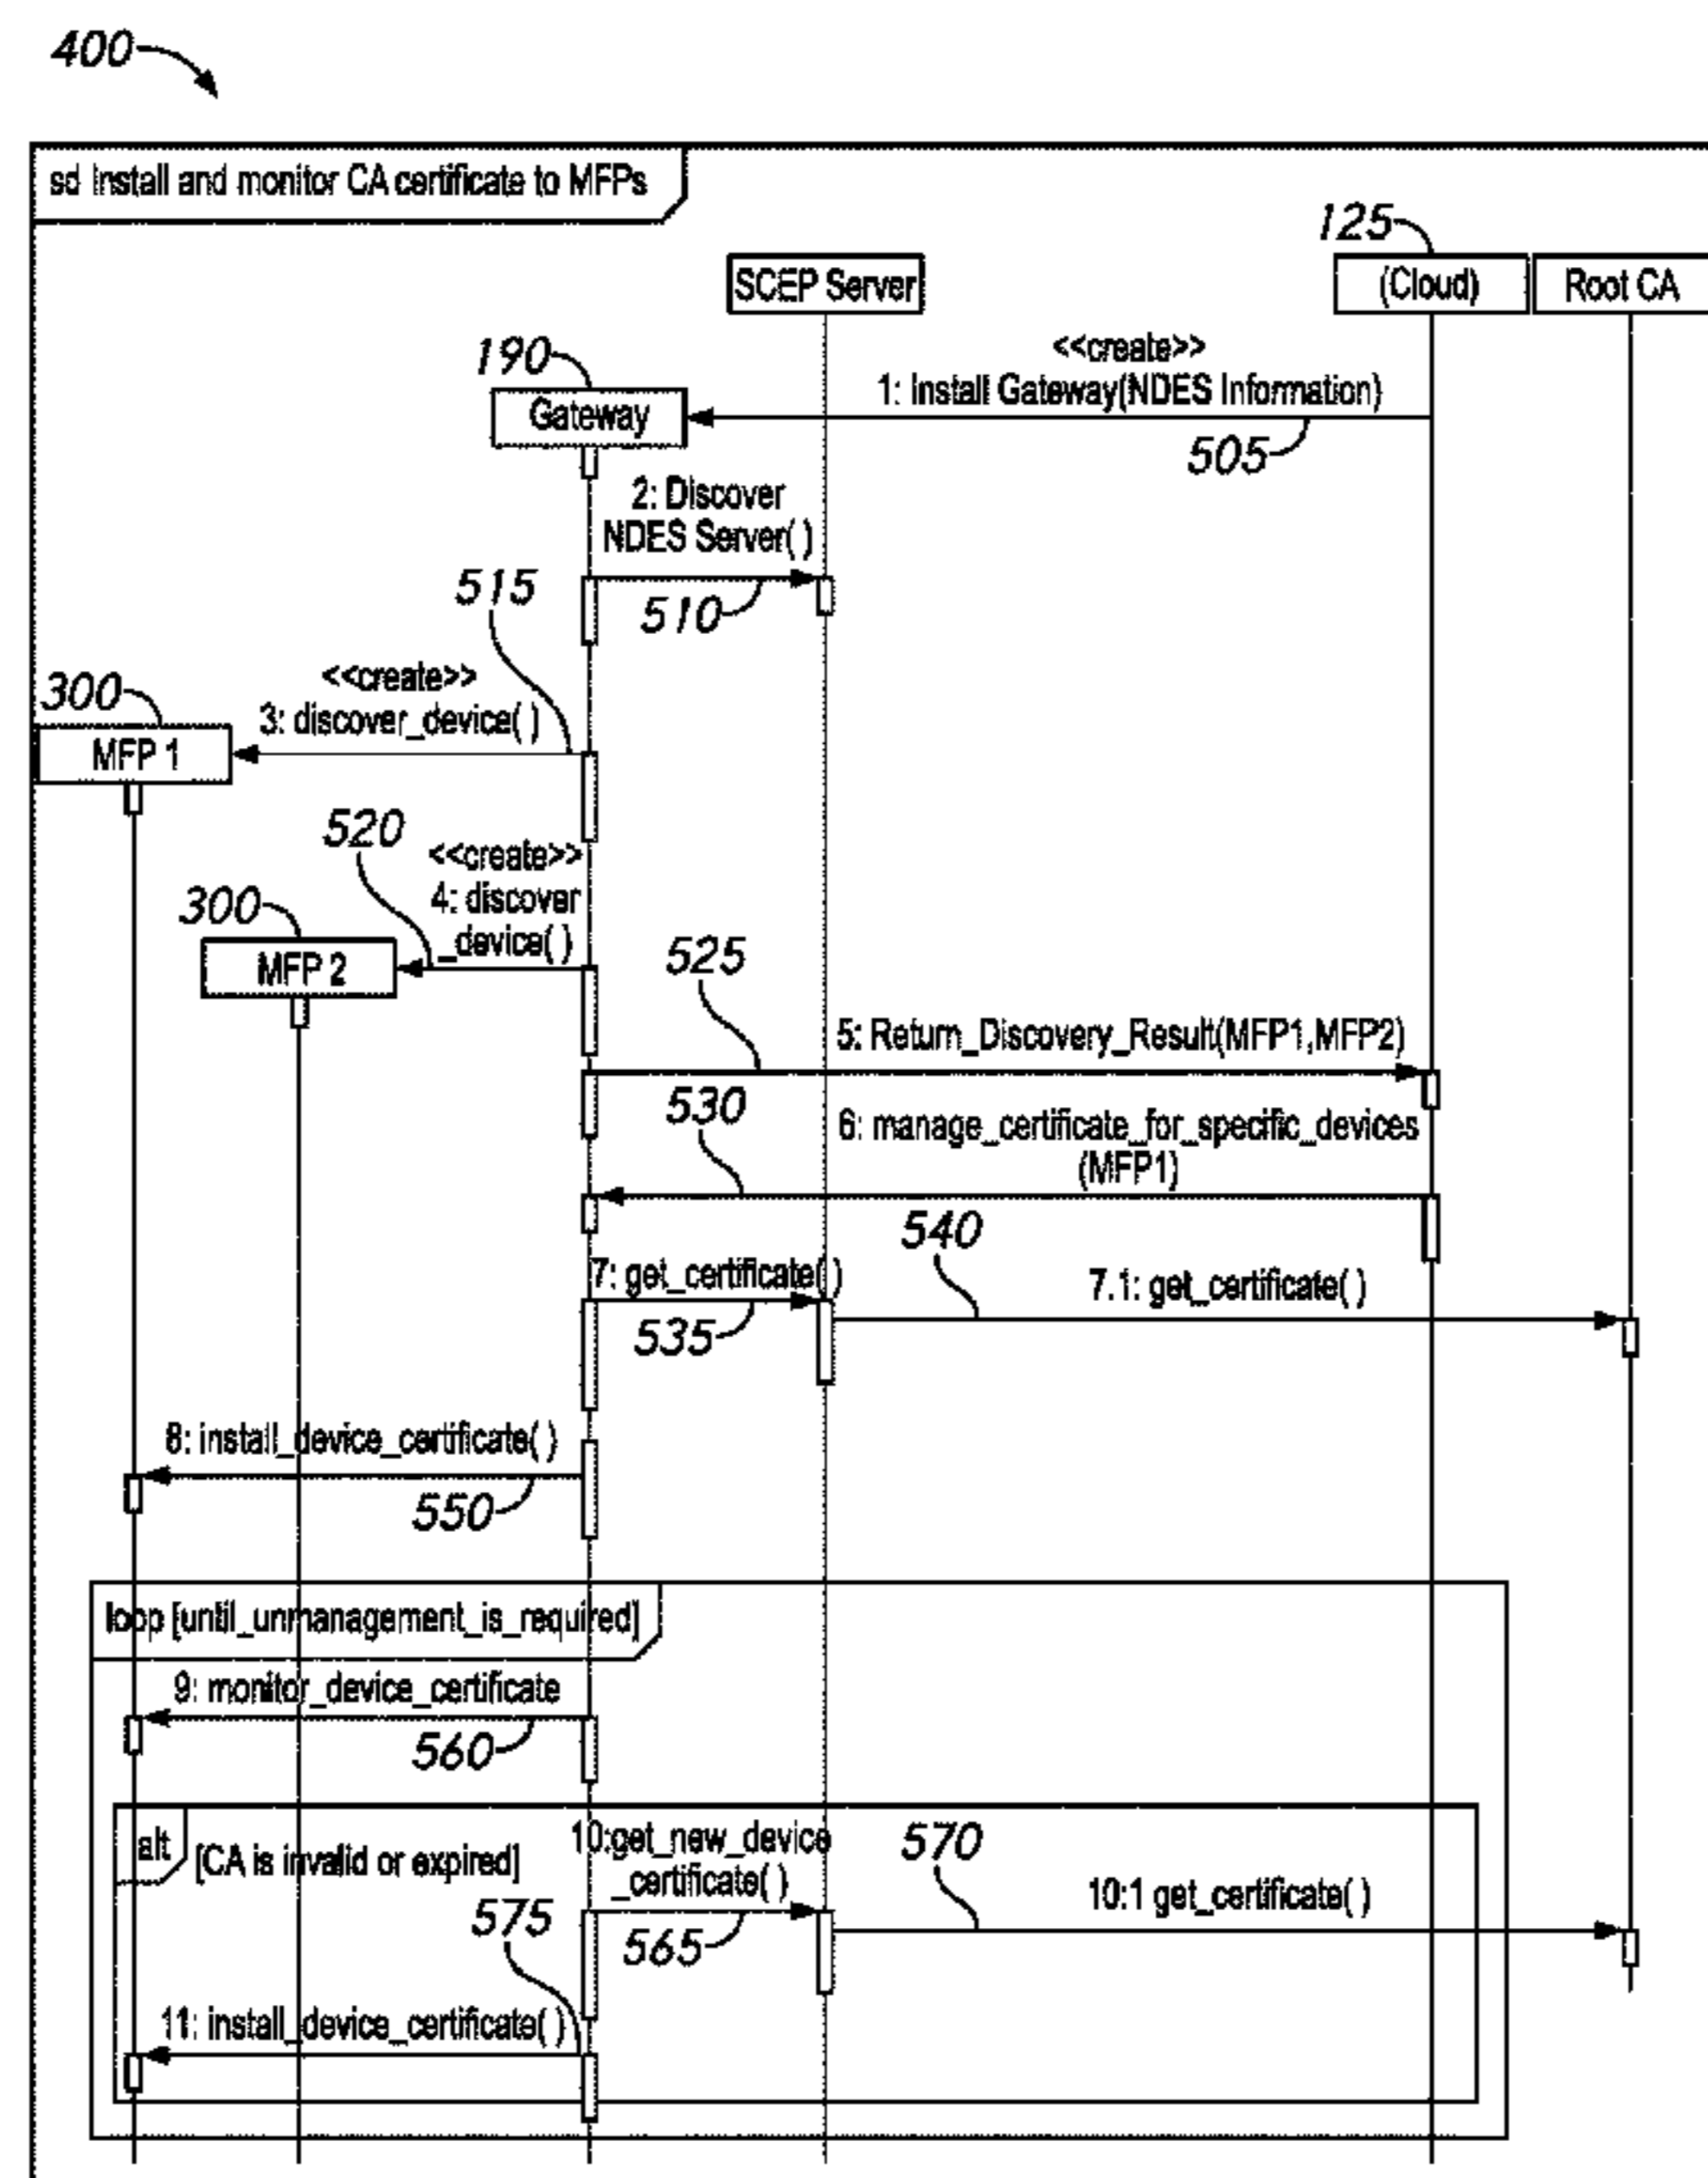 400
sd Install and monitor CA certificate to MFPs
125
SCEP Server
(Cloud)
Root CA
<<create>>
190
1: Install Gateway(NDES Information)
Gateway
505
2: Discover
NDES Server( )
515
510
<<create>>
300
3: discover_device( )
MFP 1
520
<<create>>
300
4: discover
_device( )
MFP 2
525
5: Return_Discovery_Result(MFP1,MFP2)
530
6: manage_certificate_for_specific_devices
(MFP1)
540
7: get_certificate( )
7.1: get_certificate( )
535
8: install_device_certificate( )
550
loop [until_unmanagement_is_required]
9: monitor_device_certificate
560
alt
[CA is invalid or expired]
10:get_new_device
_certificate( )
570
10:1 get_certificate( )
575
565
11: install_device_certificate( )